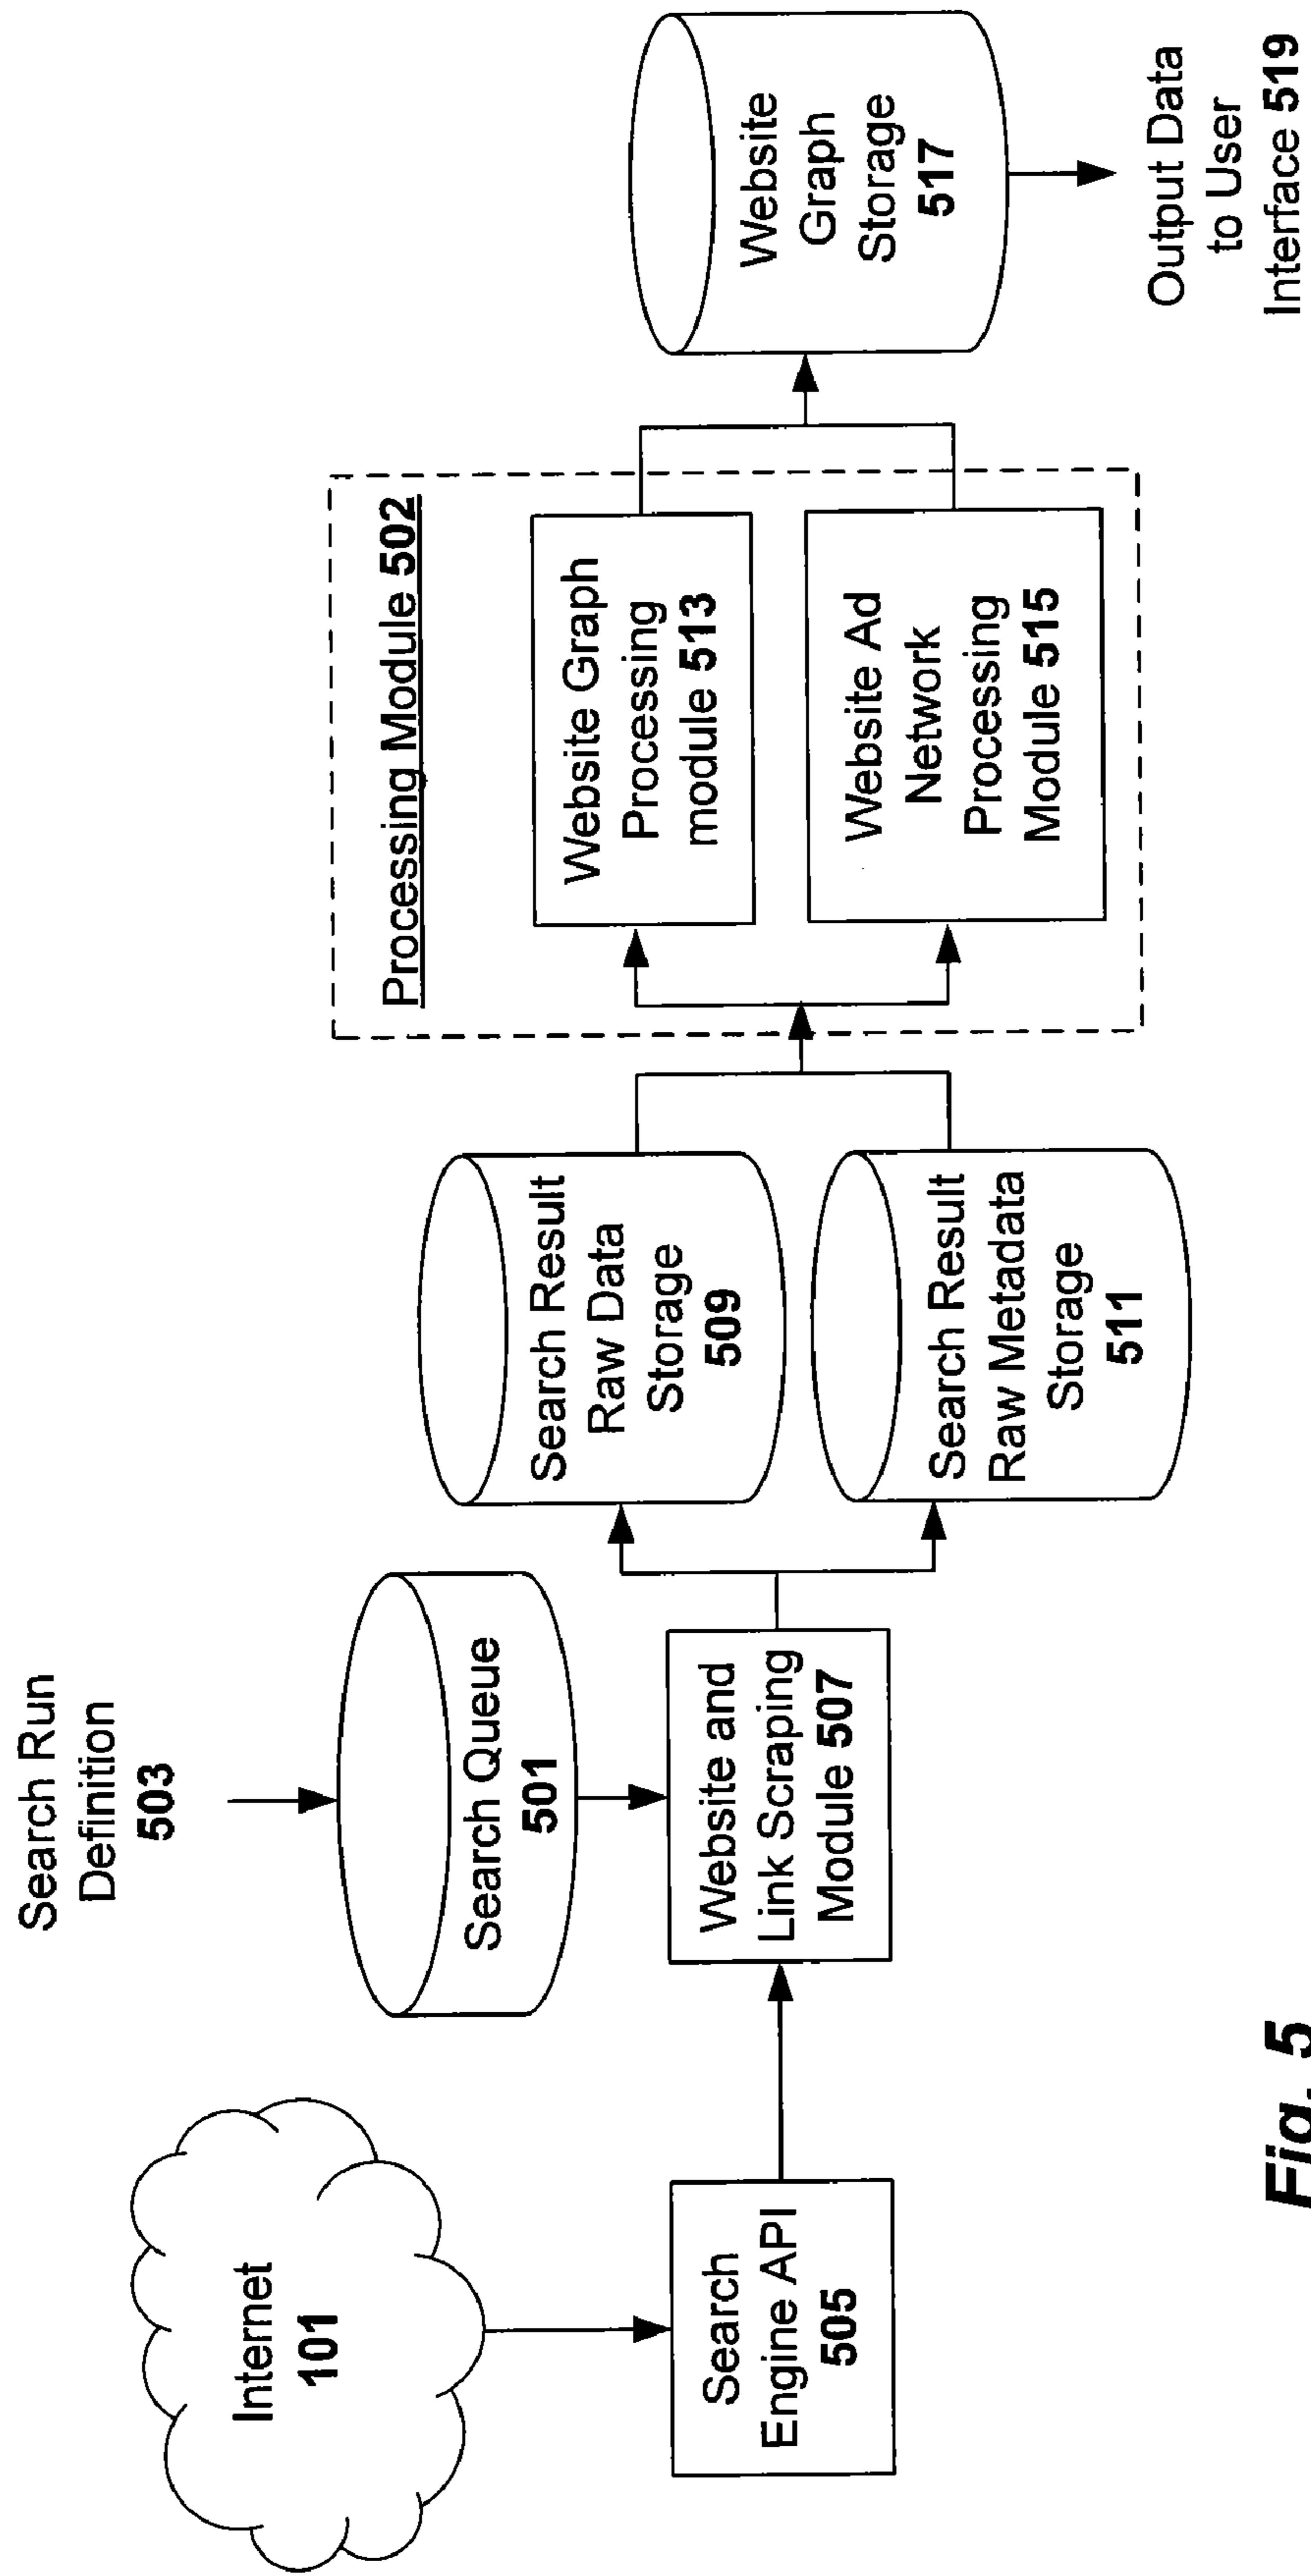 Internet
101
Search Run
Definition
503
Search Queue
501
Search
Engine API
505
Website and
Link Scraping
Module 507
Search Result
Raw Data
Storage
509
Search Result
Raw Metadata
Storage
511
Processing Module 502
Website Graph
Processing
module 513
Website Ad
Network
Processing
Module 515
Website
Graph
Storage
517
Output Data
to User
Interface 519
Fig. 5